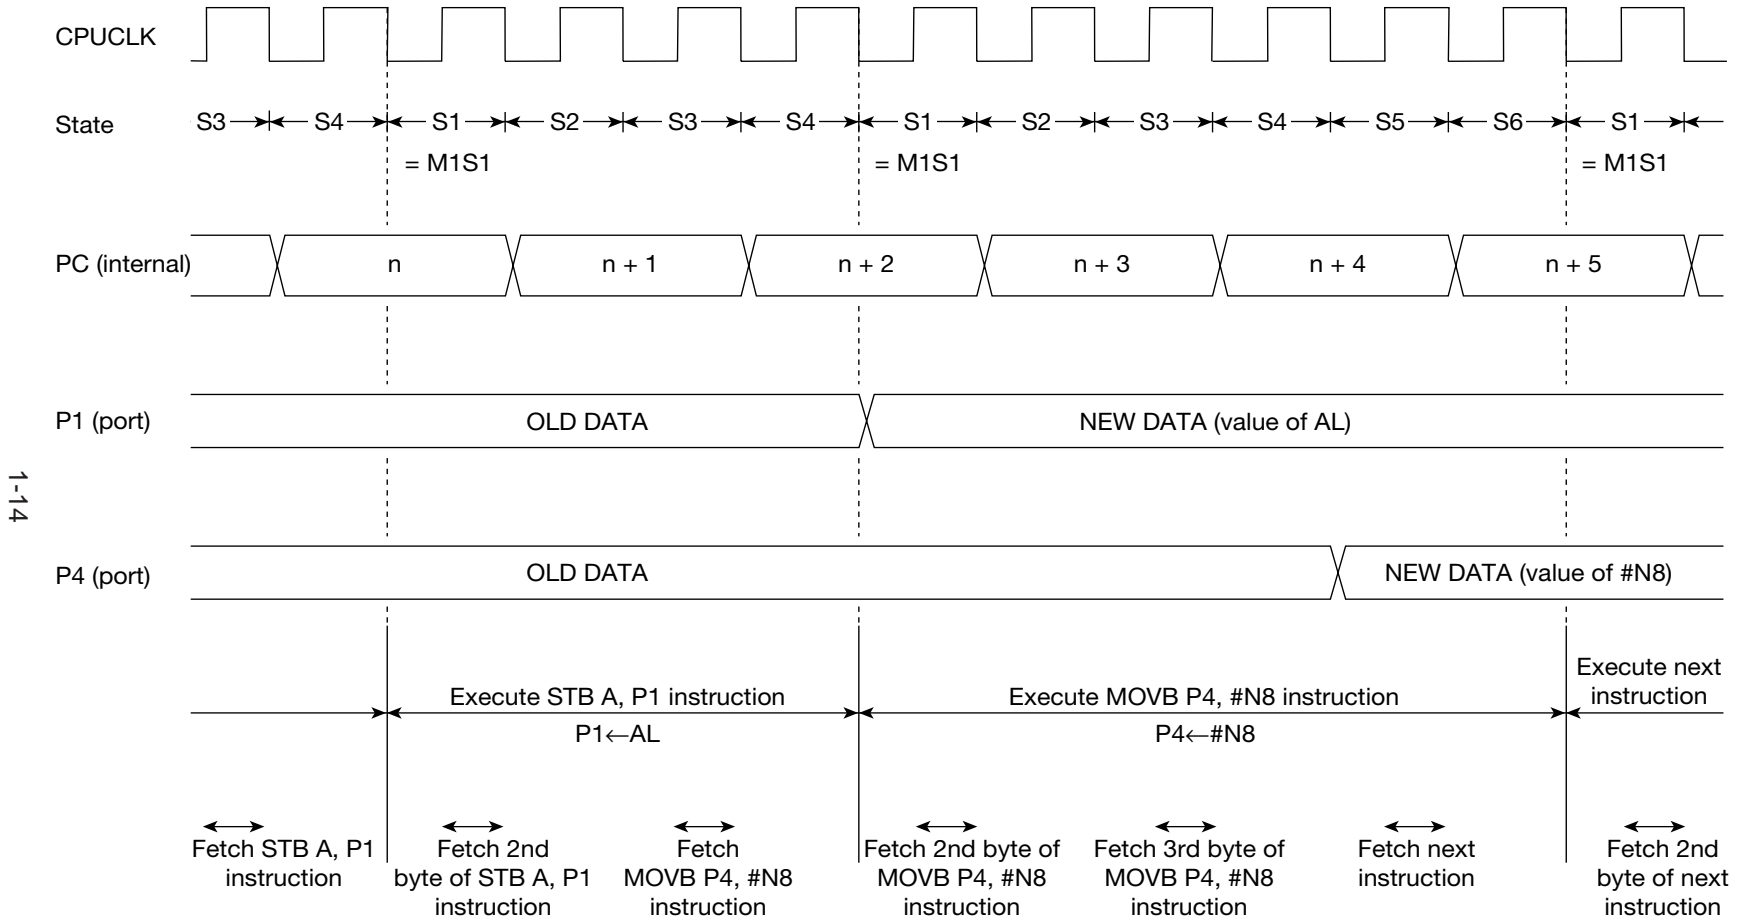 CPUCLK
State
S3 S4 S1 S2 S3 S4 S1 S2 S3 S4 S5 S6 S1
= M1S1 = M1S1 = M1S1
PC (internal) n n + 1 n + 2 n + 3 n + 4 n + 5
P1 (port) OLD DATA NEW DATA (value of AL)
1-14
P4 (port) OLD DATA NEW DATA (value of #N8)
Execute STB A, P1 instruction
P1←AL
Execute MOVB P4, #N8 instruction
P4←#N8
Execute next
instruction
Fetch STB A, P1
instruction
Fetch 2nd
byte of STB A, P1
instruction
Fetch
MOVB P4, #N8
instruction
Fetch 2nd byte of
MOVB P4, #N8
instruction
Fetch 3rd byte of
MOVB P4, #N8
instruction
Fetch next
instruction
Fetch 2nd
byte of next
instruction